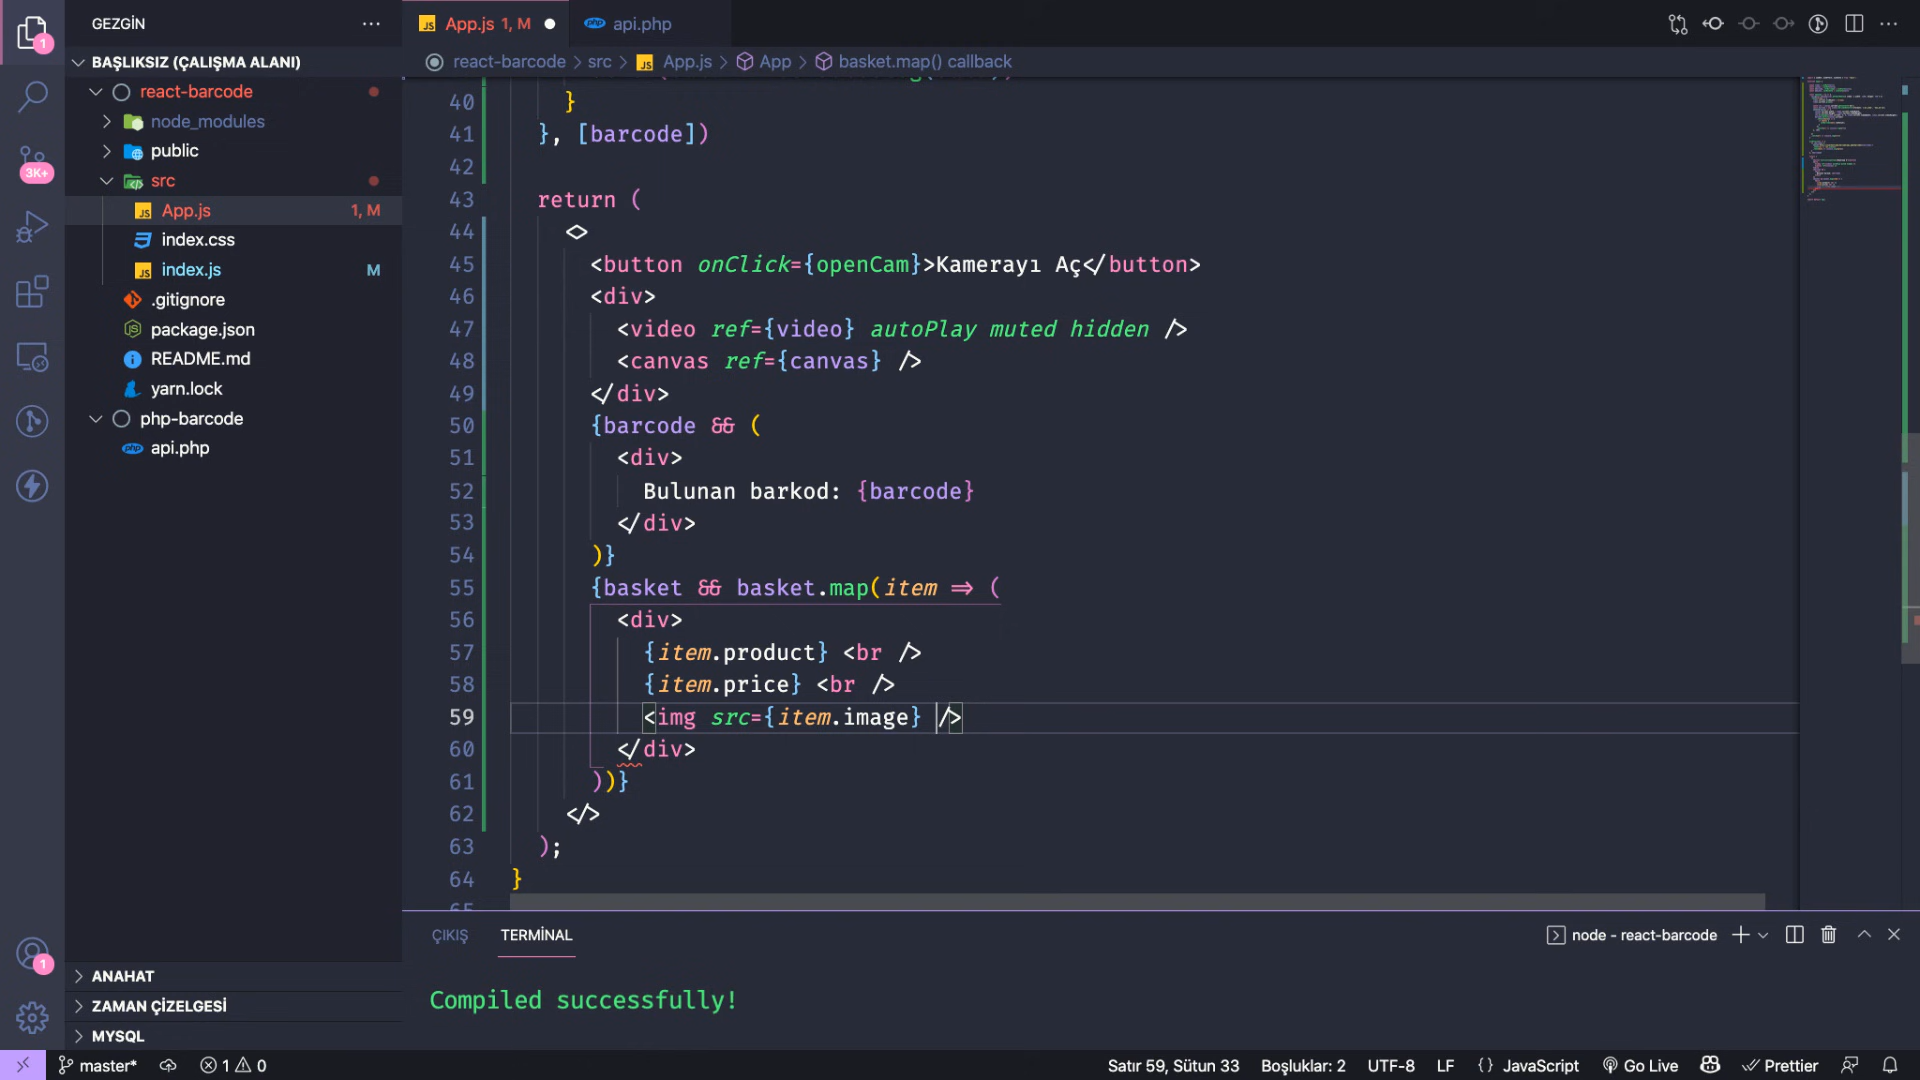 GEZGİN
App.js 1, M
api.php
BAŞLIKSIZ (ÇALIŞMA ALANI)
react-barcode > src > App.js > App > basket.map() callback
react-barcode
node_modules
public
src
App.js 1, M
index.css
index.js M
.gitignore
package.json
README.md
yarn.lock
php-barcode
api.php
ANAHAT
ZAMAN ÇİZELGESİ
MYSQL
1
3K+
1
40 }
41 }, [barcode])
42
43 return (
44 <>
45 <button onClick={openCam}>Kamerayı Aç</button>
46 <div>
47 <video ref={video} autoPlay muted hidden />
48 <canvas ref={canvas} />
49 </div>
50 {barcode && (
51 <div>
52 Bulunan barkod: {barcode}
53 </div>
54 )}
55 {basket && basket.map(item => (
56 <div>
57 {item.product} <br />
58 {item.price} <br />
59 <img src={item.image} />
60 </div>
61 ))}
62 </>
63 );
64 }
65
ÇIKIŞ TERMİNAL
node - react-barcode
Compiled successfully!
master* 1 0
Satır 59, Sütun 33 Boşluklar: 2 UTF-8 LF {} JavaScript Go Live Prettier